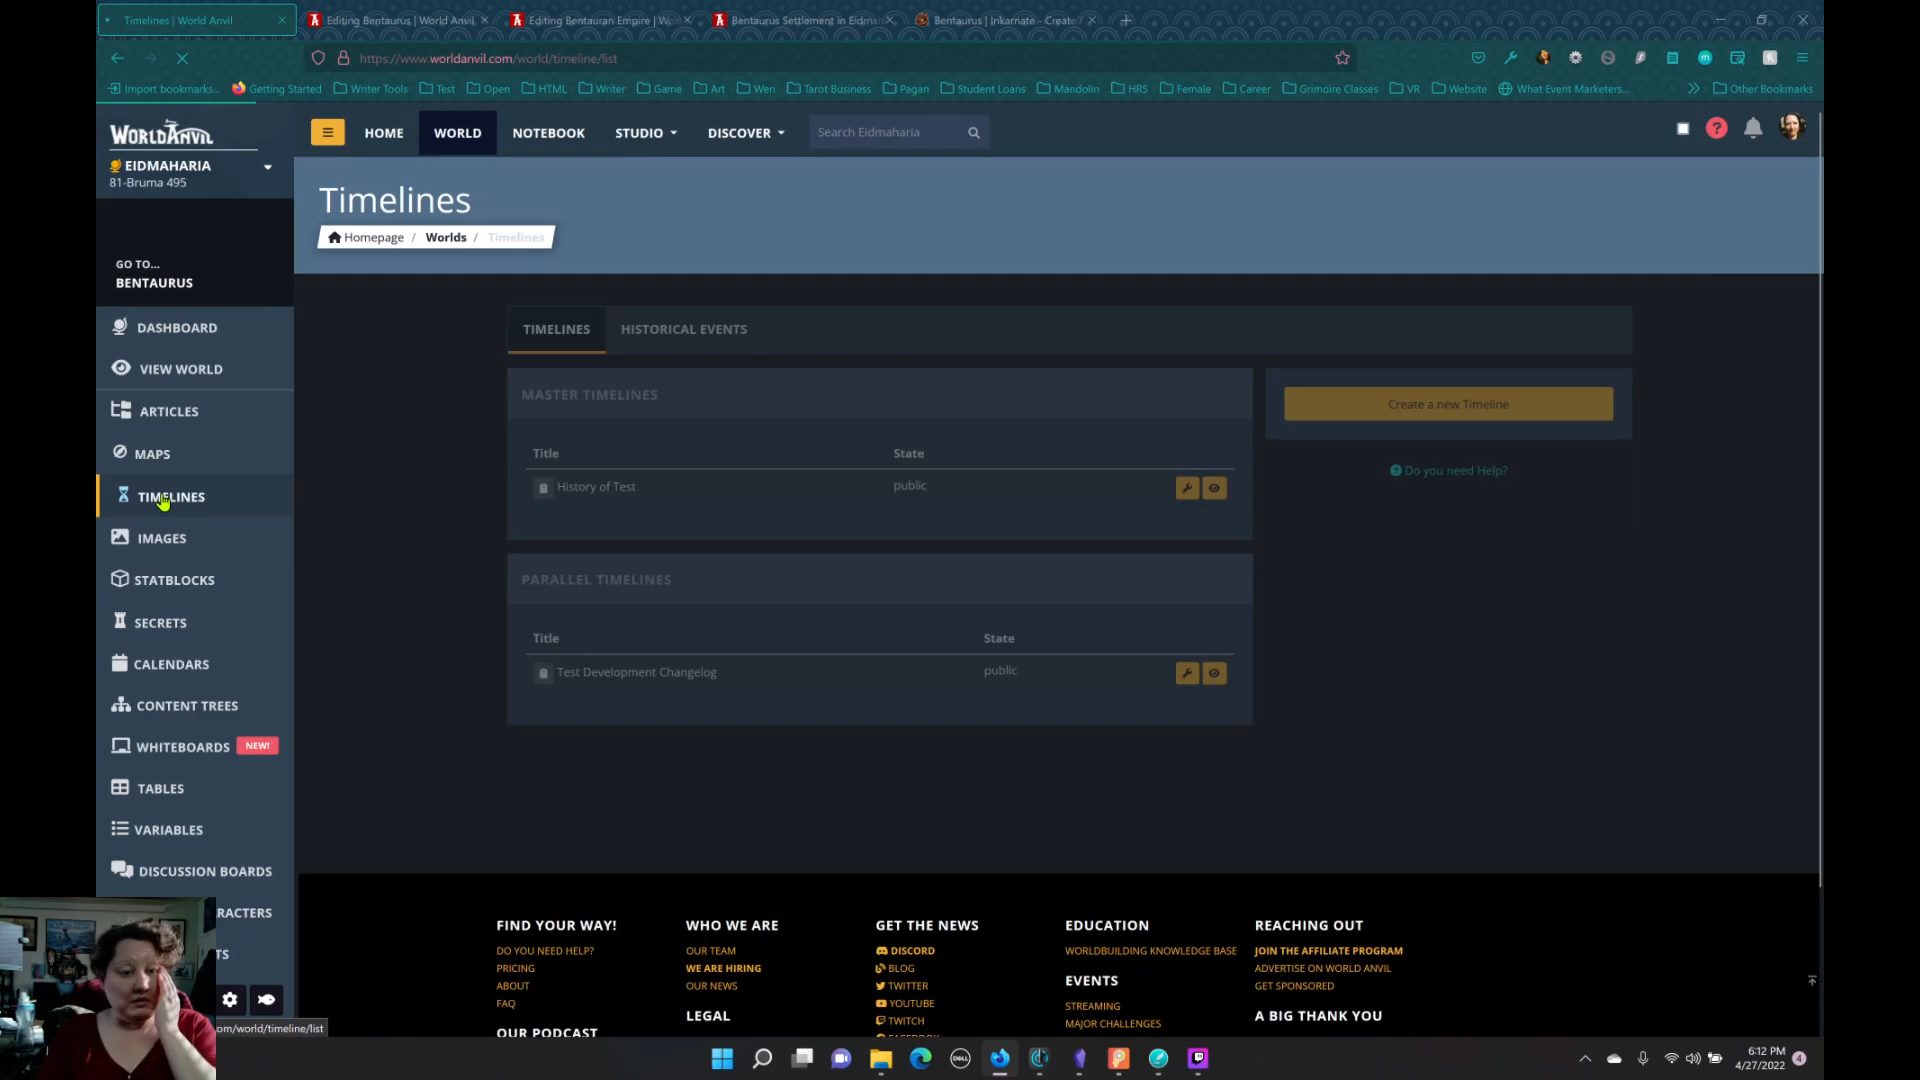 Timelines | World Anvil
Editing Bentaurus | World Anvil
Editing Bentauran Empire | Wo
Bentaurus Settlement in Eidma
Bentaurus | Inkarnate - Create
https://www.worldanvil.com/world/timeline/list
Import bookmarks...
Getting Started
Writer Tools
Test
Open
HTML
Writer
Game
Art
Wen
Tarot Business
Pagan
Student Loans
Mandolin
HRS
Female
Career
Grimoire Classes
VR
Website
What Event Marketers...
Other Bookmarks
WORLDANVIL
EIDMAHARIA
81-Bruma 495
HOME
WORLD
NOTEBOOK
STUDIO
DISCOVER
Search Eidmaharia
Timelines
Homepage / Worlds / Timelines
GO TO...
BENTAURUS
DASHBOARD
VIEW WORLD
ARTICLES
MAPS
TIMELINES
IMAGES
STATBLOCKS
SECRETS
CALENDARS
CONTENT TREES
WHITEBOARDS NEW!
TABLES
VARIABLES
DISCUSSION BOARDS
RACTERS
TS
om/world/timeline/list
TIMELINES
HISTORICAL EVENTS
MASTER TIMELINES
Title State
History of Test public
PARALLEL TIMELINES
Title State
Test Development Changelog public
Create a new Timeline
Do you need Help?
FIND YOUR WAY!
DO YOU NEED HELP?
PRICING
ABOUT
FAQ
OUR PODCAST
WHO WE ARE
OUR TEAM
WE ARE HIRING
OUR NEWS
LEGAL
GET THE NEWS
DISCORD
BLOG
TWITTER
YOUTUBE
TWITCH
EDUCATION
WORLDBUILDING KNOWLEDGE BASE
EVENTS
STREAMING
MAJOR CHALLENGES
REACHING OUT
JOIN THE AFFILIATE PROGRAM
ADVERTISE ON WORLD ANVIL
GET SPONSORED
A BIG THANK YOU
DELL
6:12 PM
4/27/2022
4